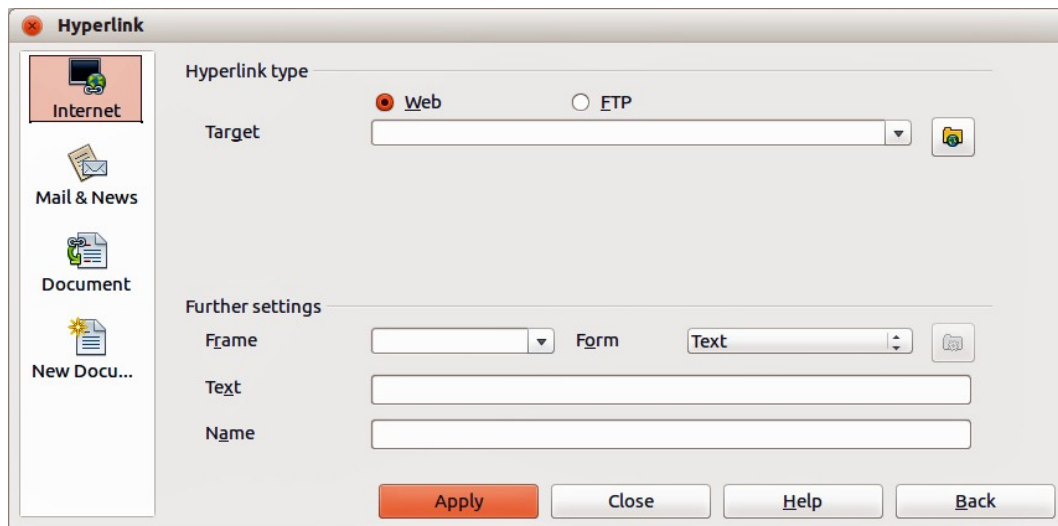 Hyperlink
Internet
Mail & News
Document
New Docu...
Hyperlink type
Web FTP
Target
Further settings
Frame Form Text
Text
Name
Apply Close Help Back